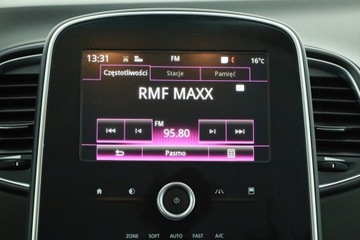 13:31 FM 16°c
Częstotliwości Stacje Pamięć
RMF MAXX
FM
95.80
Pasmo
ZONE SOFT AUTO FAST A/C